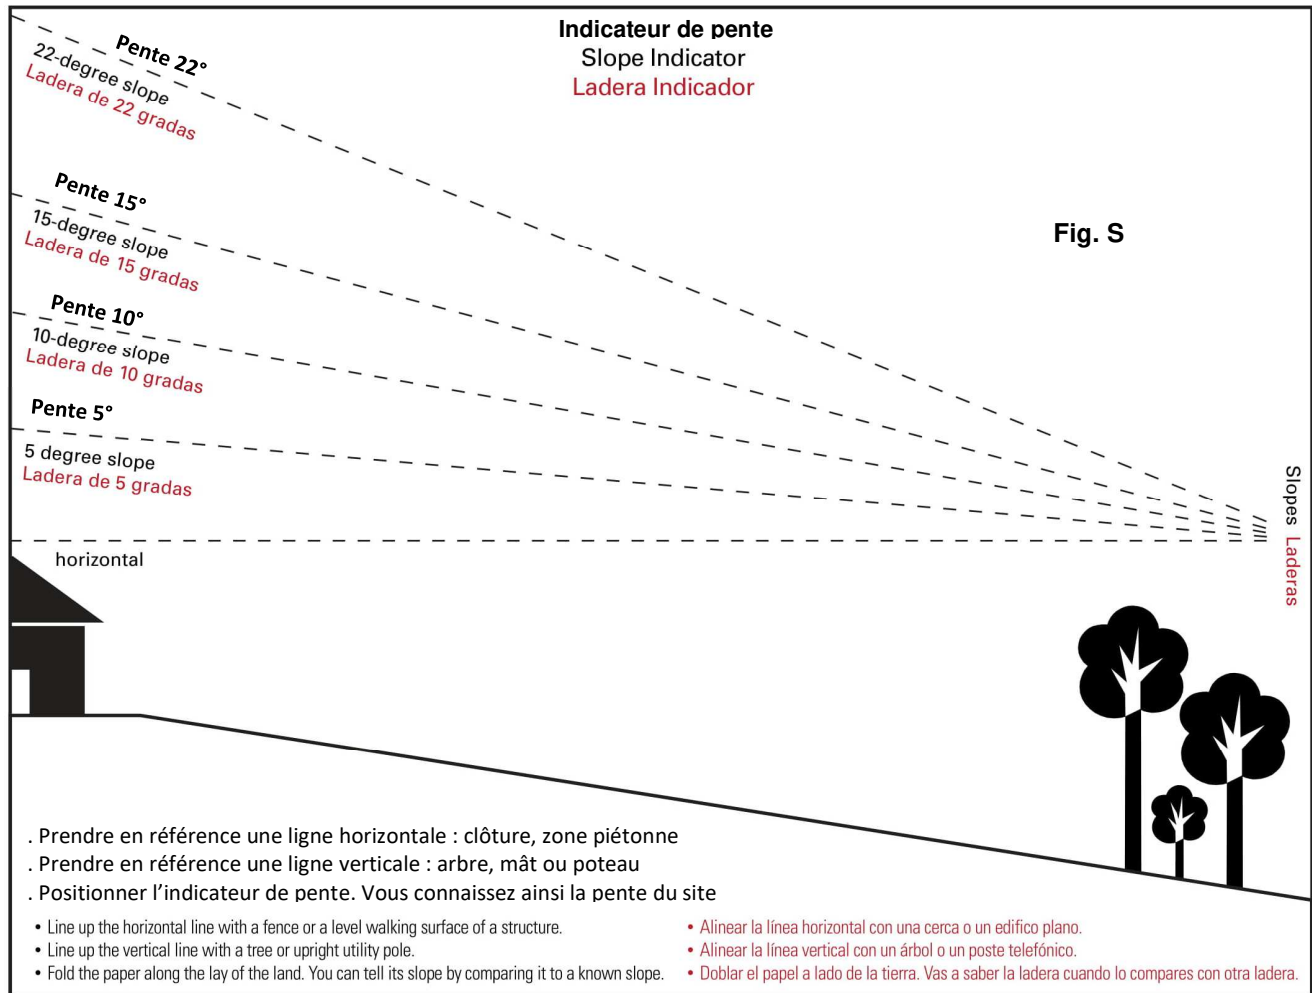 Indicateur de pente
Slope Indicator
Ladera Indicador
Pente 22°
22-degree slope
Ladera de 22 gradas
Pente 15°
15-degree slope
Ladera de 15 gradas
Fig. S
Pente 10°
10-degree slope
Ladera de 10 gradas
Pente 5°
5 degree slope
Ladera de 5 gradas
Slopes Laderas
horizontal
. Prendre en référence une ligne horizontale : clôture, zone piétonne
. Prendre en référence une ligne verticale : arbre, mât ou poteau
. Positionner l’indicateur de pente. Vous connaissez ainsi la pente du site
• Line up the horizontal line with a fence or a level walking surface of a structure.
• Line up the vertical line with a tree or upright utility pole.
• Fold the paper along the lay of the land. You can tell its slope by comparing it to a known slope.
• Alinear la línea horizontal con una cerca o un edifico plano.
• Alinear la línea vertical con un árbol o un poste telefónico.
• Doblar el papel a lado de la tierra. Vas a saber la ladera cuando lo compares con otra ladera.